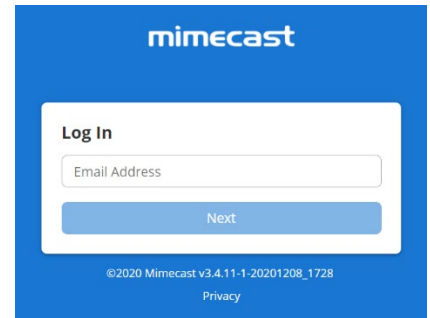 mimecast
Log In
Email Address
Next
©2020 Mimecast v3.4.11-1-20201208_1728
Privacy